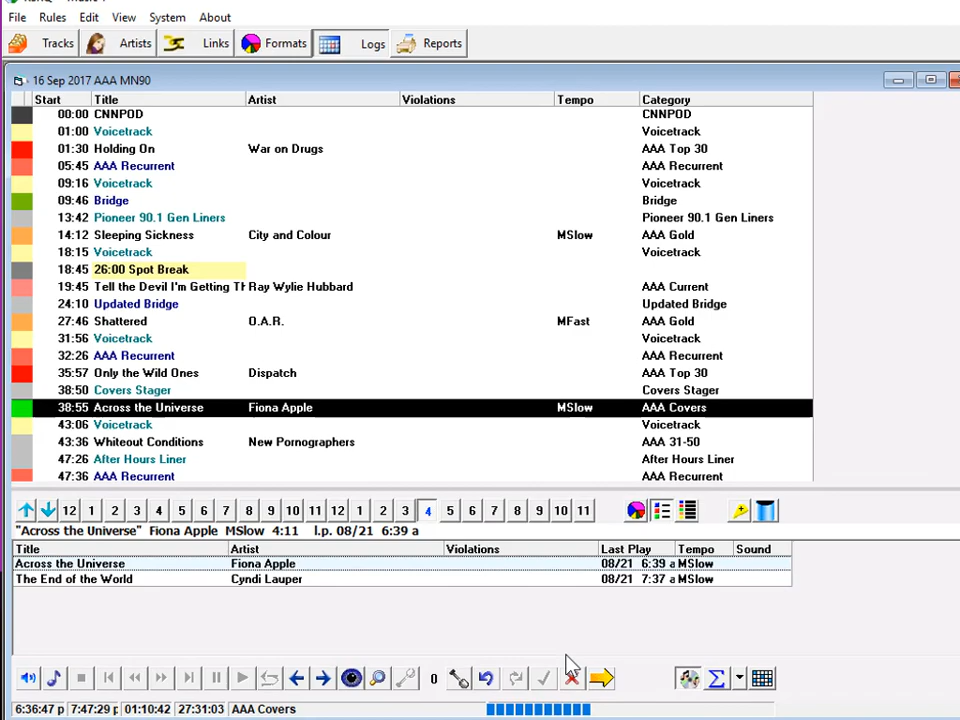 File Rules Edit View System About
Tracks Artists Links Formats Logs Reports
16 Sep 2017 AAA MN90
Start Title Artist Violations Tempo Category
00:00 CNNPOD CNNPOD
01:00 Voicetrack Voicetrack
01:30 Holding On War on Drugs AAA Top 30
05:45 AAA Recurrent AAA Recurrent
09:16 Voicetrack Voicetrack
09:46 Bridge Bridge
13:42 Pioneer 90.1 Gen Liners Pioneer 90.1 Gen Liners
14:12 Sleeping Sickness City and Colour MSlow AAA Gold
18:15 Voicetrack Voicetrack
18:45 26:00 Spot Break
19:45 Tell the Devil I'm Getting Th Ray Wylie Hubbard AAA Current
24:10 Updated Bridge Updated Bridge
27:46 Shattered O.A.R. MFast AAA Gold
31:56 Voicetrack Voicetrack
32:26 AAA Recurrent AAA Recurrent
35:57 Only the Wild Ones Dispatch AAA Top 30
38:50 Covers Stager Covers Stager
38:55 Across the Universe Fiona Apple MSlow AAA Covers
43:06 Voicetrack Voicetrack
43:36 Whiteout Conditions New Pornographers AAA 31-50
47:26 After Hours Liner After Hours Liner
47:36 AAA Recurrent AAA Recurrent
12 1 2 3 4 5 6 7 8 9 10 11 12 1 2 3 4 5 6 7 8 9 10 11
"Across the Universe" Fiona Apple MSlow 4:11 l.p. 08/21 6:39 a
Title Artist Violations Last Play Tempo Sound
Across the Universe Fiona Apple 08/21 6:39 a MSlow
The End of the World Cyndi Lauper 08/21 7:37 a MSlow
0
6:36:47 p 7:47:29 p 01:10:42 27:31:03 AAA Covers